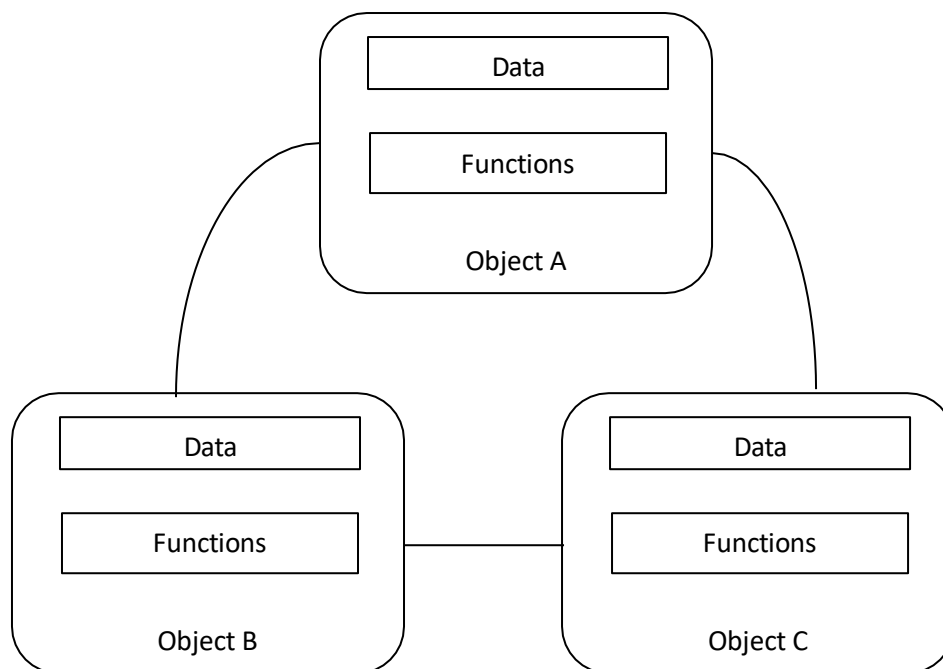 Data
Functions
Object A
Data
Functions
Object B
Data
Functions
Object C